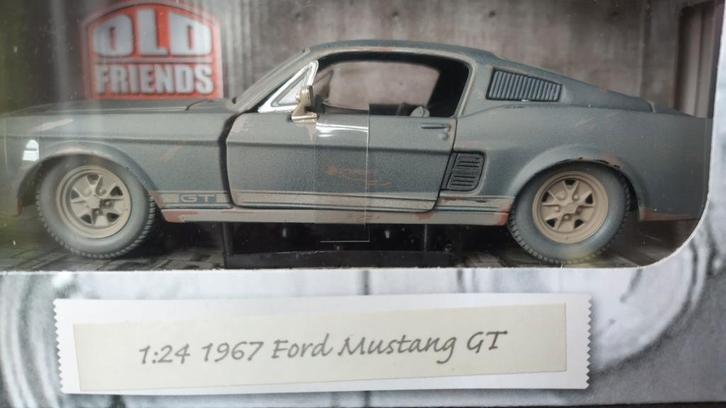 OLD
FRIENDS
GT
1:24 1967 Ford Mustang GT